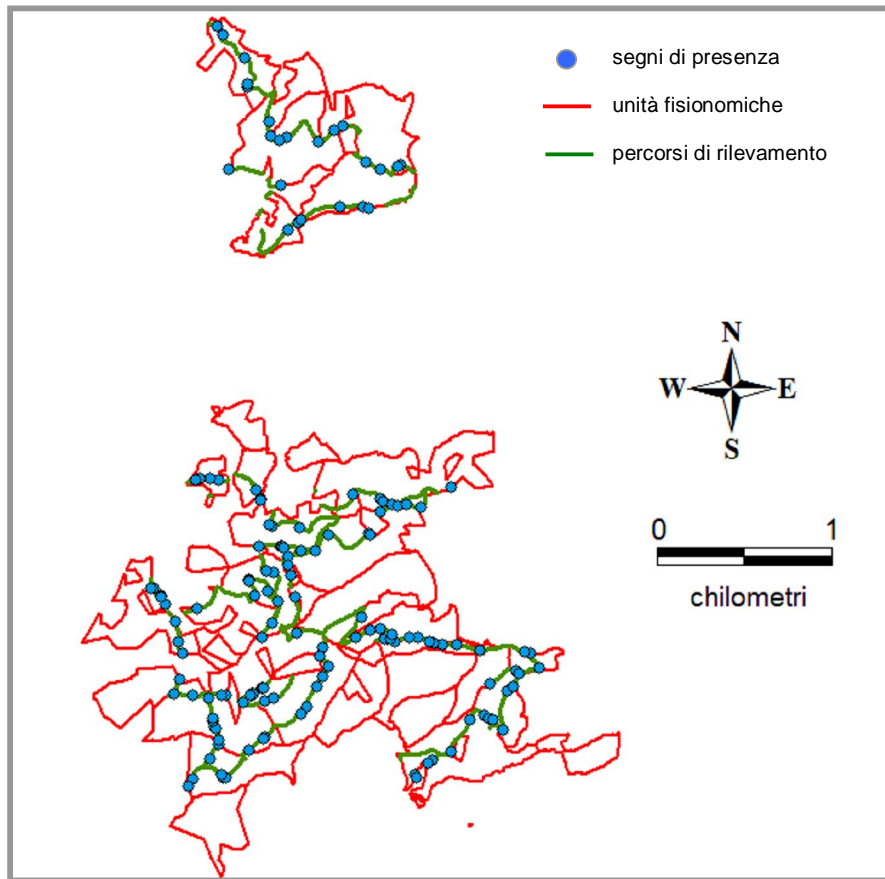 segni di presenza
unità fisionomiche
percorsi di rilevamento
N
W E
S
0 1
chilometri